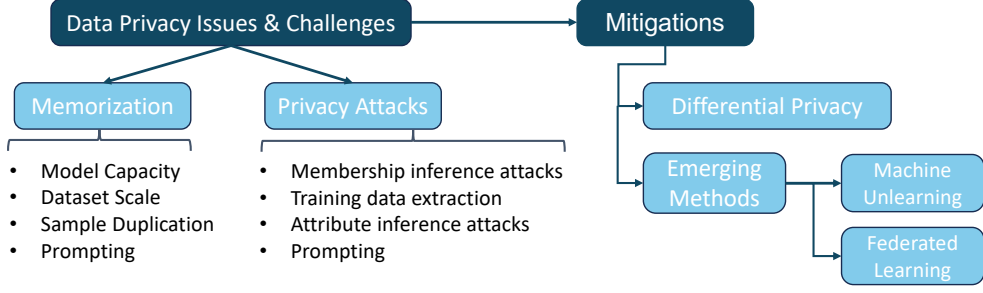 Data Privacy Issues & Challenges
Mitigations
Memorization
Privacy Attacks
• Model Capacity
• Dataset Scale
• Sample Duplication
• Prompting
• Membership inference attacks
• Training data extraction
• Attribute inference attacks
• Prompting
Differential Privacy
Emerging
Methods
Machine
Unlearning
Federated
Learning